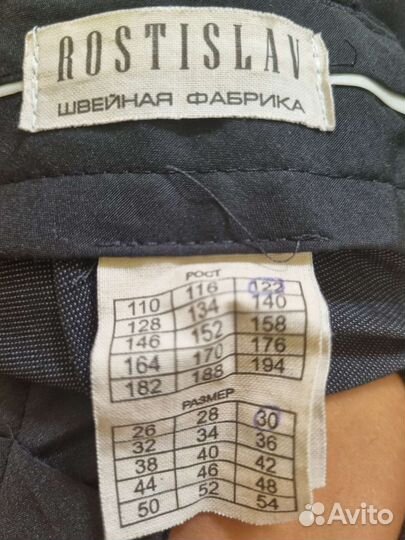 ROSTISLAV
ШВЕЙНАЯ ФАБРИКА
РОСТ
110 116 122
128 134 140
146 152 158
164 170 176
182 188 194
РАЗМЕР
26 28 30
32 34 36
38 40 42
44 46 48
50 52 54
Avito